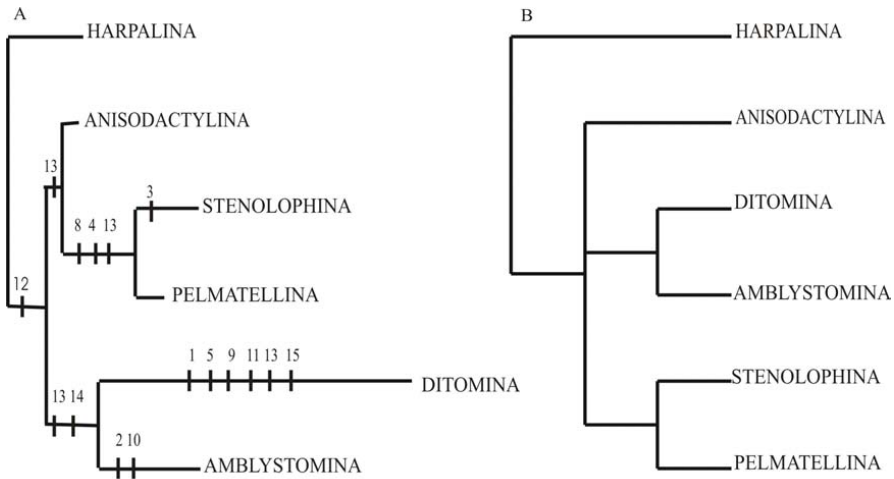 A
HARPALINA
ANISODACTYLINA
13
3
STENOLOPHINA
8 4 13
PELMATELLINA
12
1 5 9 11 13 15
DITOMINA
13 14
2 10
AMBLYSTOMINA
B
HARPALINA
ANISODACTYLINA
DITOMINA
AMBLYSTOMINA
STENOLOPHINA
PELMATELLINA